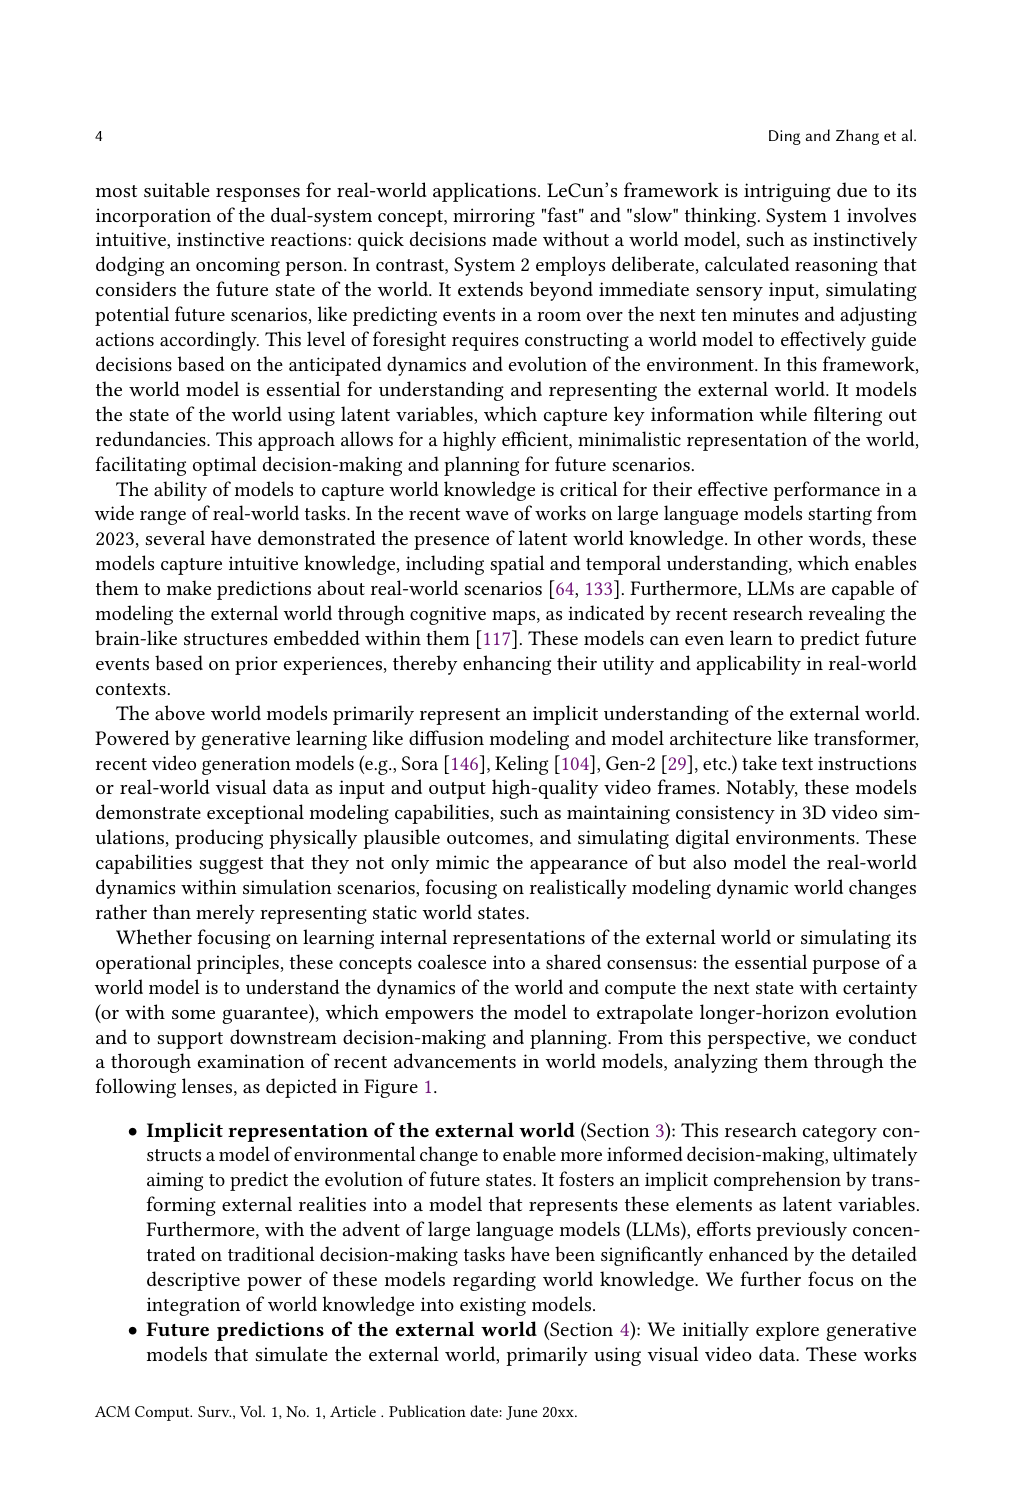 4
Ding and Zhang et al.
most suitable responses for real-world applications. LeCun's framework is intriguing due to its
incorporation of the dual-system concept, mirroring "fast" and "slow" thinking. System 1 involves
intuitive, instinctive reactions: quick decisions made without a world model, such as instinctively
dodging an oncoming person. In contrast, System 2 employs deliberate, calculated reasoning that
considers the future state of the world. It extends beyond immediate sensory input, simulating
potential future scenarios, like predicting events in a room over the next ten minutes and adjusting
actions accordingly. This level of foresight requires constructing a world model to effectively guide
decisions based on the anticipated dynamics and evolution of the environment. In this framework,
the world model is essential for understanding and representing the external world. It models
the state of the world using latent variables, which capture key information while filtering out
redundancies. This approach allows for a highly efficient, minimalistic representation of the world,
facilitating optimal decision-making and planning for future scenarios.
The ability of models to capture world knowledge is critical for their effective performance in a
wide range of real-world tasks. In the recent wave of works on large language models starting from
2023, several have demonstrated the presence of latent world knowledge. In other words, these
models capture intuitive knowledge, including spatial and temporal understanding, which enables
them to make predictions about real-world scenarios [64, 133]. Furthermore, LLMs are capable of
modeling the external world through cognitive maps, as indicated by recent research revealing the
brain-like structures embedded within them [117]. These models can even learn to predict future
events based on prior experiences, thereby enhancing their utility and applicability in real-world
contexts.
The above world models primarily represent an implicit understanding of the external world.
Powered by generative learning like diffusion modeling and model architecture like transformer,
recent video generation models (e.g., Sora [146], Keling [104], Gen-2 [29], etc.) take text instructions
or real-world visual data as input and output high-quality video frames. Notably, these models
demonstrate exceptional modeling capabilities, such as maintaining consistency in 3D video sim-
ulations, producing physically plausible outcomes, and simulating digital environments. These
capabilities suggest that they not only mimic the appearance of but also model the real-world
dynamics within simulation scenarios, focusing on realistically modeling dynamic world changes
rather than merely representing static world states.
Whether focusing on learning internal representations of the external world or simulating its
operational principles, these concepts coalesce into a shared consensus: the essential purpose of a
world model is to understand the dynamics of the world and compute the next state with certainty
(or with some guarantee), which empowers the model to extrapolate longer-horizon evolution
and to support downstream decision-making and planning. From this perspective, we conduct
a thorough examination of recent advancements in world models, analyzing them through the
following lenses, as depicted in Figure 1.
• Implicit representation of the external world (Section 3): This research category con-
structs a model of environmental change to enable more informed decision-making, ultimately
aiming to predict the evolution of future states. It fosters an implicit comprehension by trans-
forming external realities into a model that represents these elements as latent variables.
Furthermore, with the advent of large language models (LLMs), efforts previously concen-
trated on traditional decision-making tasks have been significantly enhanced by the detailed
descriptive power of these models regarding world knowledge. We further focus on the
integration of world knowledge into existing models.
• Future predictions of the external world (Section 4): We initially explore generative
models that simulate the external world, primarily using visual video data. These works
ACM Comput. Surv., Vol. 1, No. 1, Article . Publication date: June 20xx.